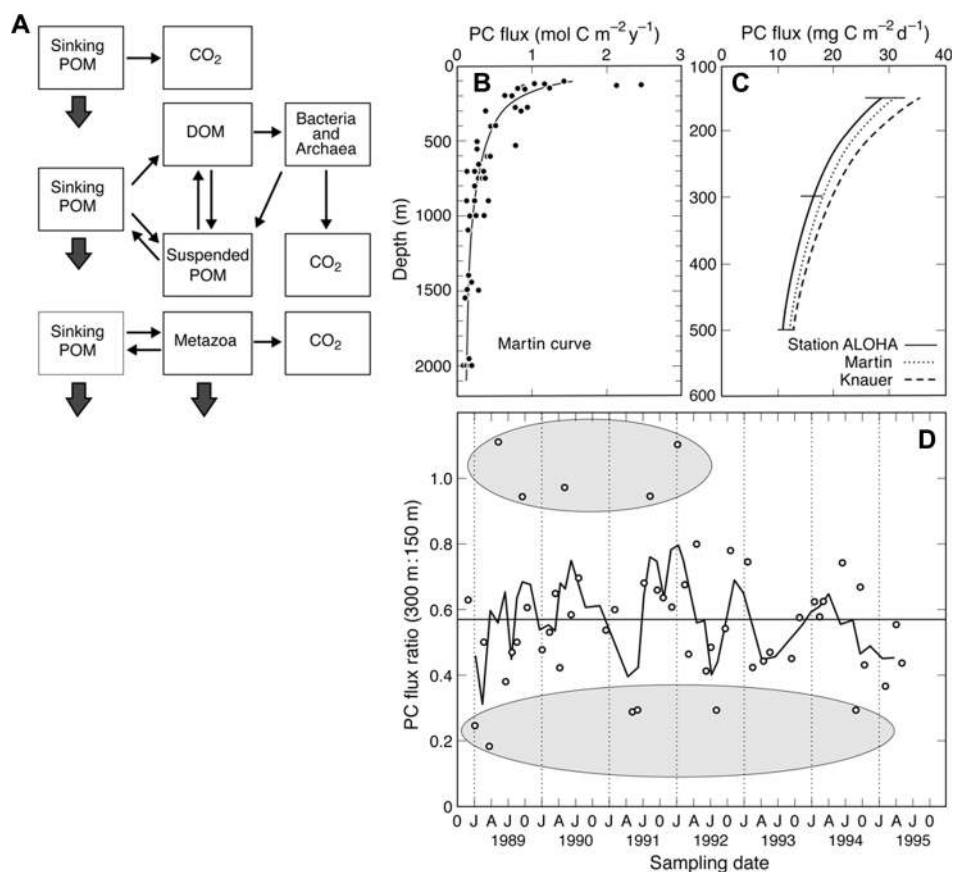 A
Sinking
POM
CO2
DOM
Bacteria
and
Archaea
Sinking
POM
Suspended
POM
CO2
Sinking
POM
Metazoa
CO2
PC flux (mol C m−2 y−1)
0 1 2 3
B
Depth (m)
0
500
1000
1500
2000
Martin curve
PC flux (mg C m−2 d−1)
0 10 20 30 40
C
100
200
300
400
500
600
Station ALOHA
Martin
Knauer
D
PC flux ratio (300 m : 150 m)
1.0
0.8
0.6
0.4
0.2
0
O J A J O J A J O J A J O J A J O J A J O J A J O J A J O
1989 1990 1991 1992 1993 1994 1995
Sampling date